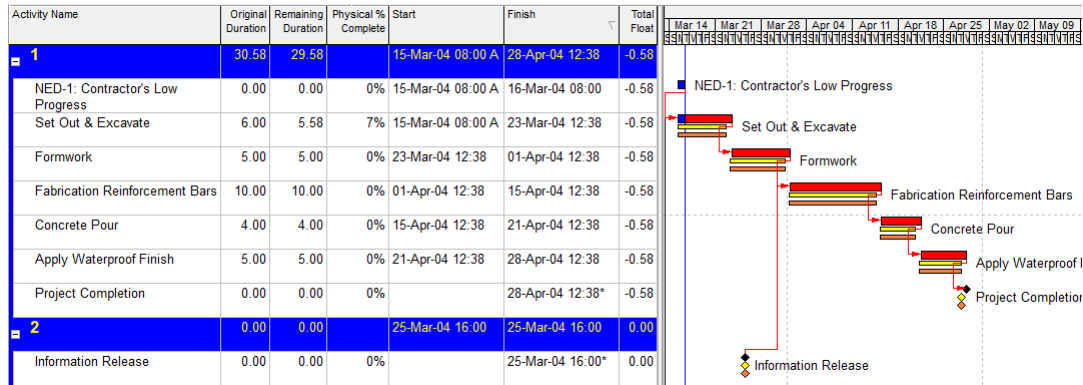 Activity Name Original Remaining Physical % Start Finish Total
Duration Duration Complete Float
Mar 14 Mar 21 Mar 28 Apr 04 Apr 11 Apr 18 Apr 25 May 02 May 09
1 30.58 29.58 15-Mar-04 08:00 A 28-Apr-04 12:38 -0.58
NED-1: Contractor's Low 0.00 0.00 0% 15-Mar-04 08:00 A 16-Mar-04 08:00 -0.58 NED-1: Contractor's Low Progress
Progress
Set Out & Excavate 6.00 5.58 7% 15-Mar-04 08:00 A 23-Mar-04 12:38 -0.58 Set Out & Excavate
Formwork 5.00 5.00 0% 23-Mar-04 12:38 01-Apr-04 12:38 -0.58 Formwork
Fabrication Reinforcement Bars 10.00 10.00 0% 01-Apr-04 12:38 15-Apr-04 12:38 -0.58 Fabrication Reinforcement Bars
Concrete Pour 4.00 4.00 0% 15-Apr-04 12:38 21-Apr-04 12:38 -0.58 Concrete Pour
Apply Waterproof Finish 5.00 5.00 0% 21-Apr-04 12:38 28-Apr-04 12:38 -0.58 Apply Waterproof
Project Completion 0.00 0.00 0% 28-Apr-04 12:38* -0.58 Project Completion
2 0.00 0.00 25-Mar-04 16:00 25-Mar-04 16:00 0.00
Information Release 0.00 0.00 0% 25-Mar-04 16:00* 0.00 Information Release